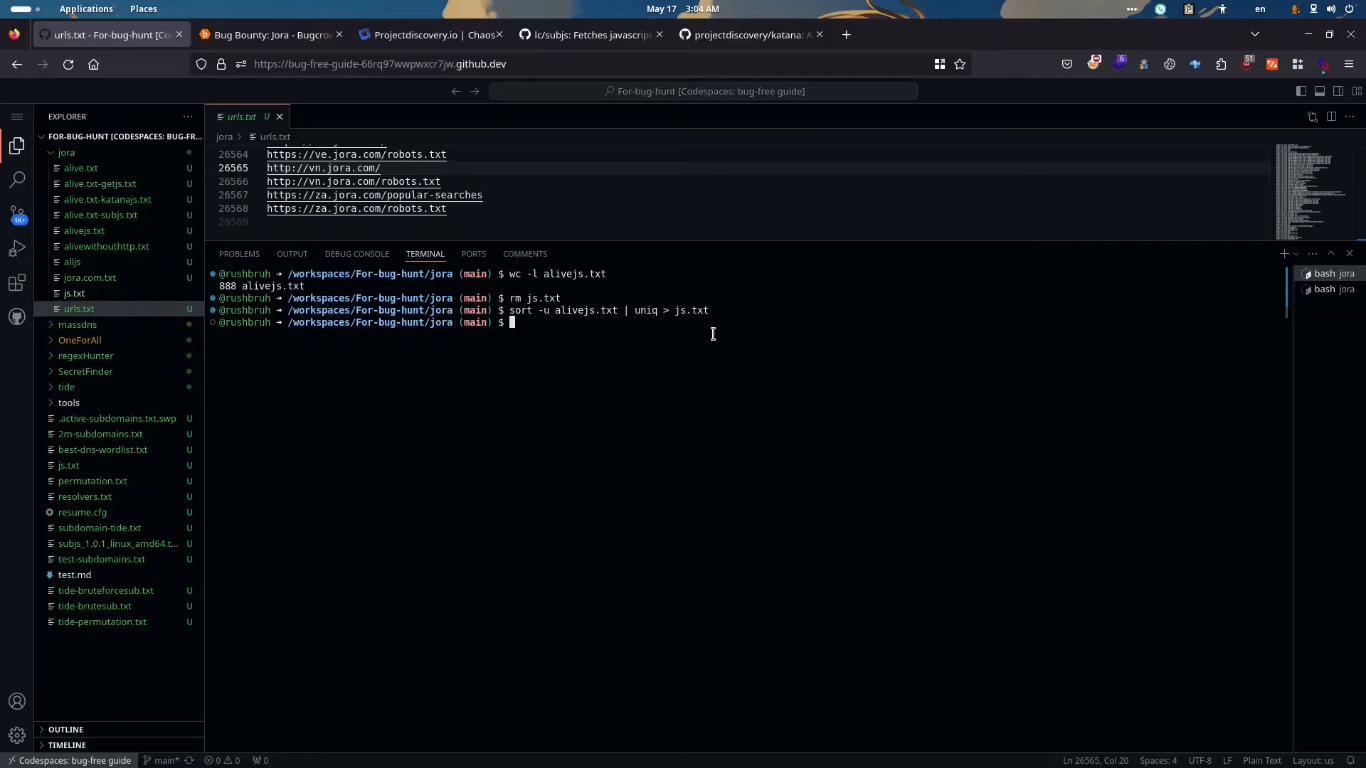 Applications Places
May 17 3:04 AM
en
urls.txt - For-bug-hunt [Co
Bug Bounty: Jora - Bugcrow
Projectdiscovery.io | Chaos
lc/subjs: Fetches javascript
projectdiscovery/katana: A
https://bug-free-guide-66rq97wwpwxcr7jw.github.dev
For-bug-hunt [Codespaces: bug-free guide]
EXPLORER
FOR-BUG-HUNT [CODESPACES: BUG-FR...
jora
alive.txt U
alive.txt-getjs.txt U
alive.txt-katanajs.txt U
alive.txt-subjs.txt U
alivejs.txt U
alivewithouthttp.txt U
alljs U
jora.com.txt U
js.txt U
urls.txt U
massdns
OneForAll
regexHunter
SecretFinder
tide
tools
.active-subdomains.txt.swp U
2m-subdomains.txt U
best-dns-wordlist.txt U
js.txt U
permutation.txt U
resolvers.txt U
resume.cfg U
subdomain-tide.txt U
subjs_1.0.1_linux_amd64.t... U
test-subdomains.txt U
test.md
tide-bruteforcesub.txt U
tide-brutesub.txt U
tide-permutation.txt U
OUTLINE
TIMELINE
1K+
urls.txt U
jora > urls.txt
26564 https://ve.jora.com/robots.txt
26565 http://vn.jora.com/
26566 http://vn.jora.com/robots.txt
26567 https://za.jora.com/popular-searches
26568 https://za.jora.com/robots.txt
26569
PROBLEMS OUTPUT DEBUG CONSOLE TERMINAL PORTS COMMENTS
@rushbruh ➜ /workspaces/For-bug-hunt/jora (main) $ wc -l alivejs.txt
888 alivejs.txt
@rushbruh ➜ /workspaces/For-bug-hunt/jora (main) $ rm js.txt
@rushbruh ➜ /workspaces/For-bug-hunt/jora (main) $ sort -u alivejs.txt | uniq > js.txt
@rushbruh ➜ /workspaces/For-bug-hunt/jora (main) $
bash jora
bash jora
Codespaces: bug-free guide main* 0 0 0
Ln 26565, Col 20 Spaces: 4 UTF-8 LF Plain Text Layout: us